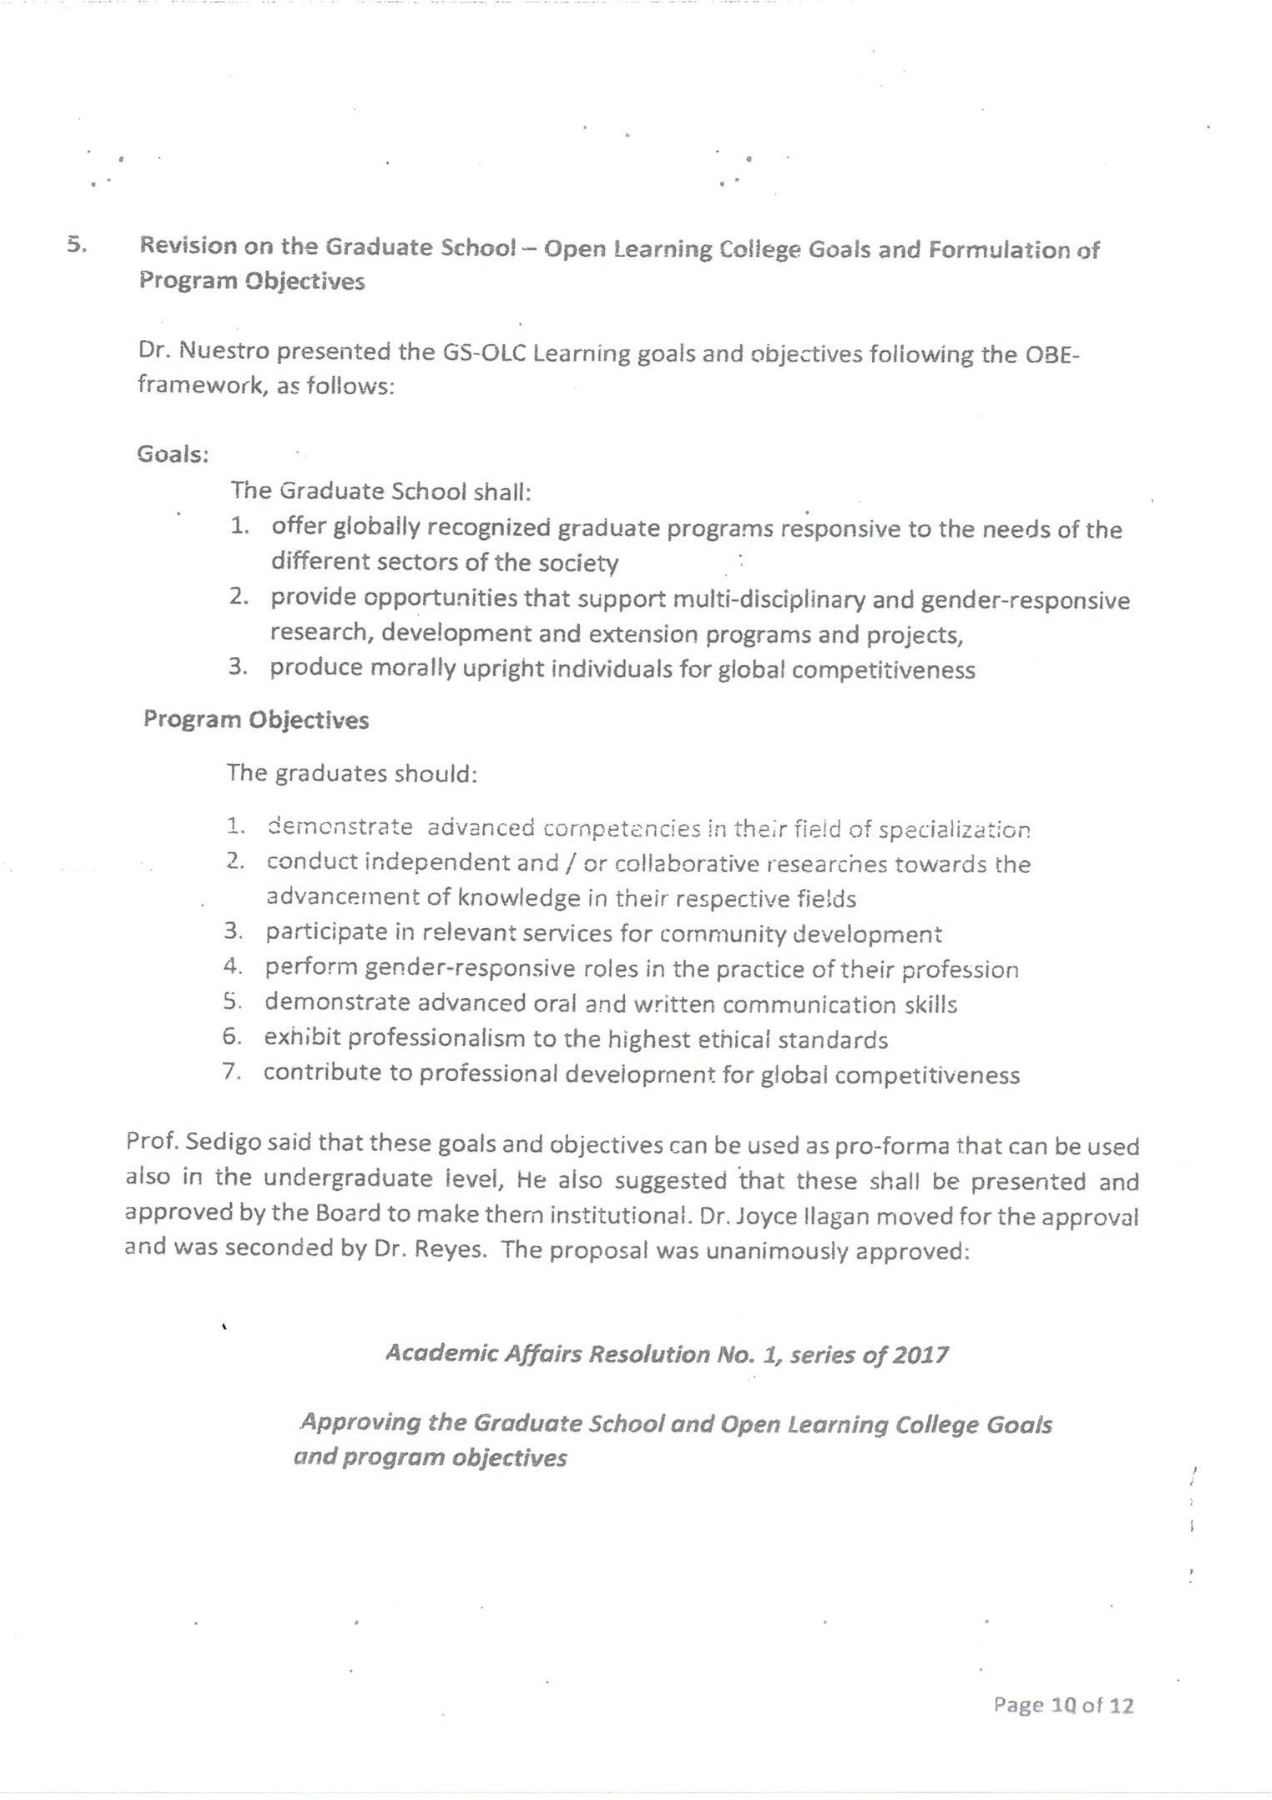 5. Revision on the Graduate School – Open Learning College Goals and Formulation of
Program Objectives
Dr. Nuestro presented the GS-OLC Learning goals and objectives following the OBE-
framework, as follows:
Goals:
The Graduate School shall:
1. offer globally recognized graduate programs responsive to the needs of the
different sectors of the society
2. provide opportunities that support multi-disciplinary and gender-responsive
research, development and extension programs and projects,
3. produce morally upright individuals for global competitiveness
Program Objectives
The graduates should:
1. demonstrate advanced competencies in their field of specialization
2. conduct independent and / or collaborative researches towards the
advancement of knowledge in their respective fields
3. participate in relevant services for community development
4. perform gender-responsive roles in the practice of their profession
5. demonstrate advanced oral and written communication skills
6. exhibit professionalism to the highest ethical standards
7. contribute to professional development for global competitiveness
Prof. Sedigo said that these goals and objectives can be used as pro-forma that can be used
also in the undergraduate level, He also suggested that these shall be presented and
approved by the Board to make them institutional. Dr. Joyce Ilagan moved for the approval
and was seconded by Dr. Reyes. The proposal was unanimously approved:
Academic Affairs Resolution No. 1, series of 2017
Approving the Graduate School and Open Learning College Goals
and program objectives
Page 10 of 12